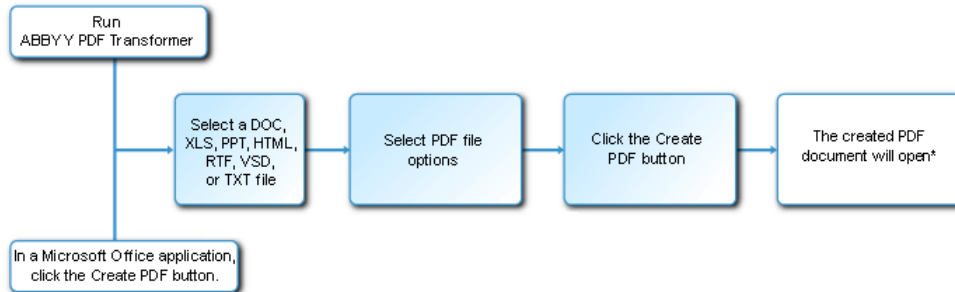 Run
ABBYY PDF Transformer
Select a DOC,
XLS, PPT, HTML,
RTF, VSD,
or TXT file
Select PDF file
options
Click the Create
PDF button
The created PDF
document will open*
In a Microsoft Office application,
click the Create PDF button.